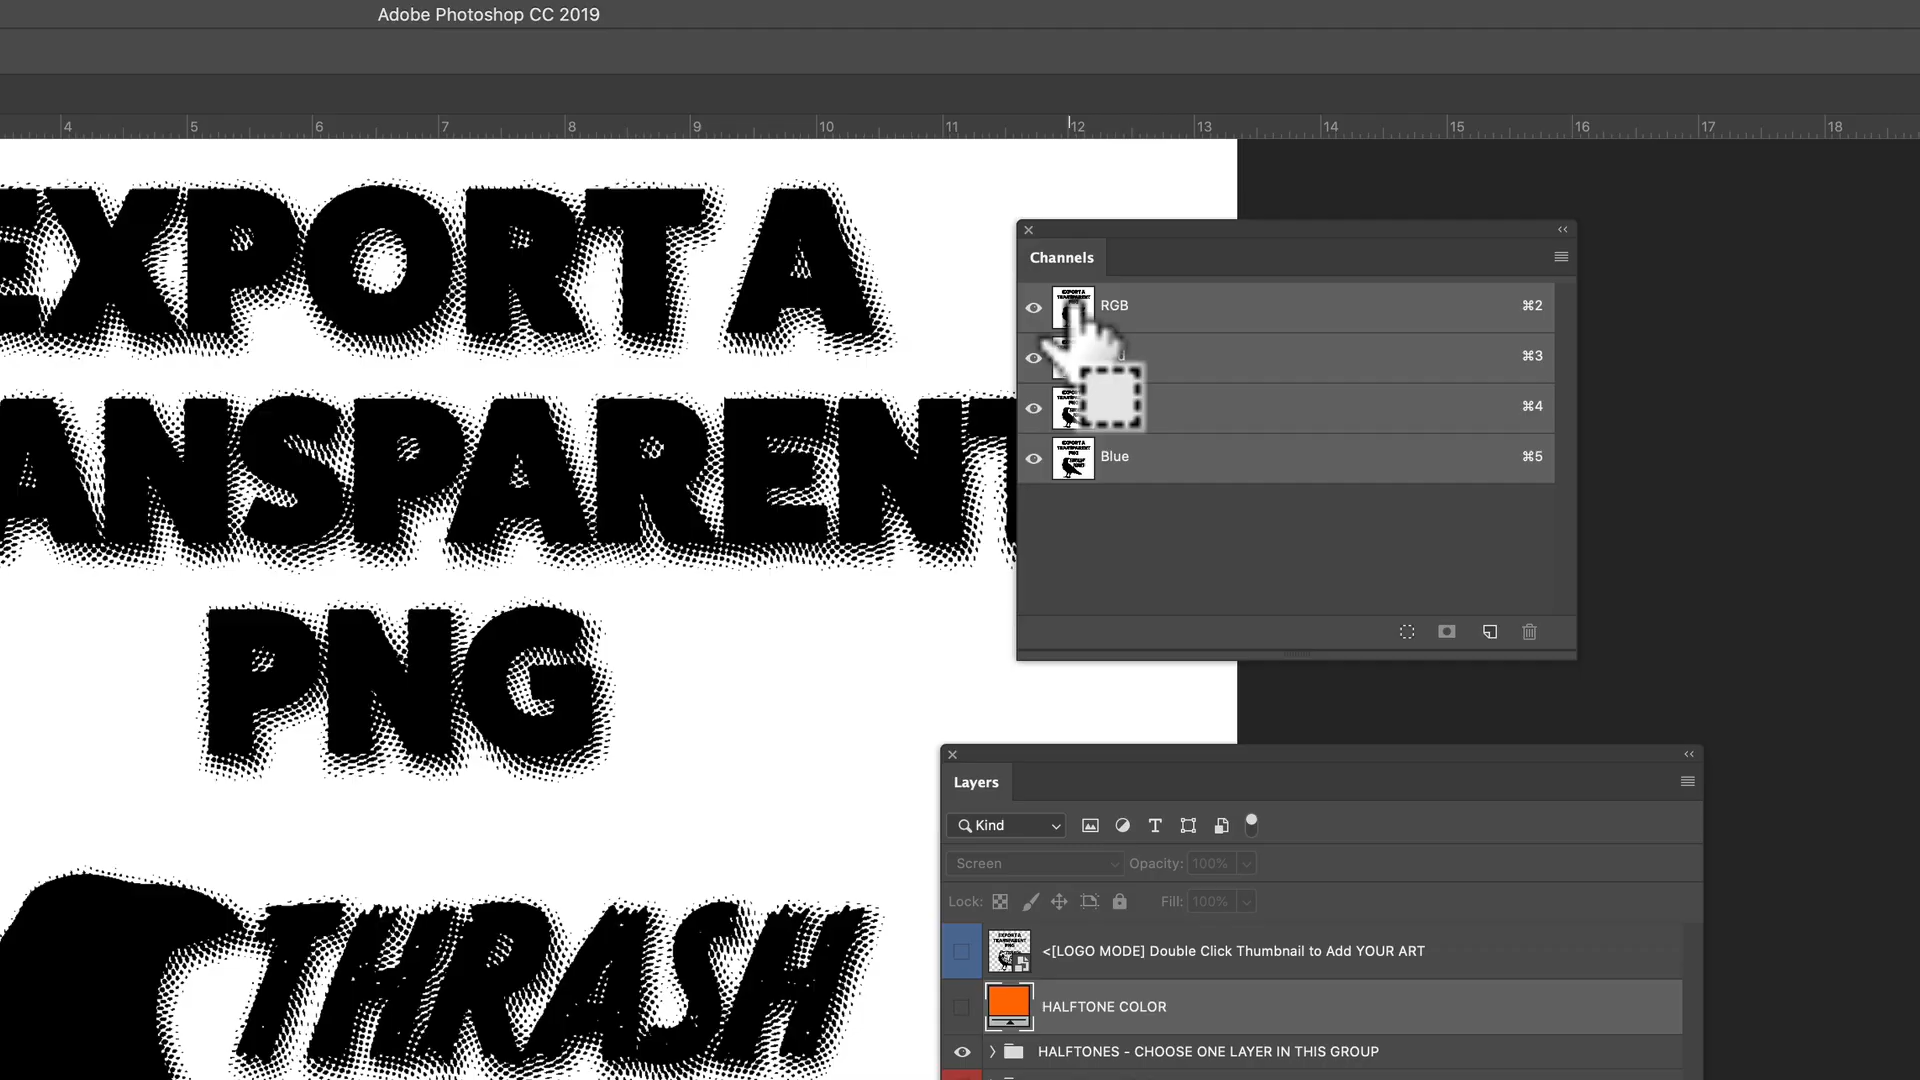 Adobe Photoshop CC 2019
4 5 6 7 8 9 10 11 12 13 14 15 16 17 18
EXPORT A
ANSPARENT
PNG
THRASH
Channels
RGB ⌘2
⌘3
⌘4
Blue ⌘5
Layers
Kind
Screen Opacity: 100%
Lock: Fill: 100%
<[LOGO MODE] Double Click Thumbnail to Add YOUR ART
HALFTONE COLOR
HALFTONES - CHOOSE ONE LAYER IN THIS GROUP